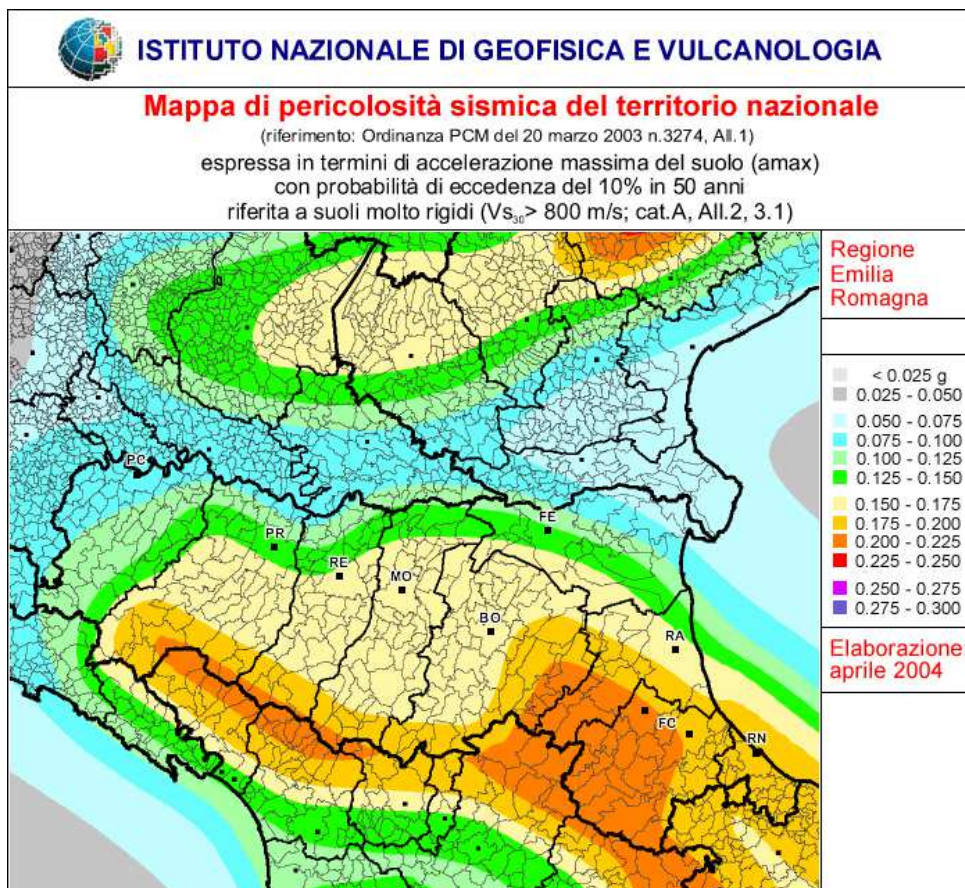 ISTITUTO NAZIONALE DI GEOFISICA E VULCANOLOGIA
Mappa di pericolosità sismica del territorio nazionale
(riferimento: Ordinanza PCM del 20 marzo 2003 n.3274, All.1)
espressa in termini di accelerazione massima del suolo (amax)
con probabilità di eccedenza del 10% in 50 anni
riferita a suoli molto rigidi (Vs₃₀> 800 m/s; cat.A, All.2, 3.1)
Regione
Emilia
Romagna
< 0.025 g
0.025 - 0.050
0.050 - 0.075
0.075 - 0.100
0.100 - 0.125
0.125 - 0.150
0.150 - 0.175
0.175 - 0.200
0.200 - 0.225
0.225 - 0.250
0.250 - 0.275
0.275 - 0.300
Elaborazione:
aprile 2004
PC
PR
RE
MO
FE
BO
RA
FC
RN